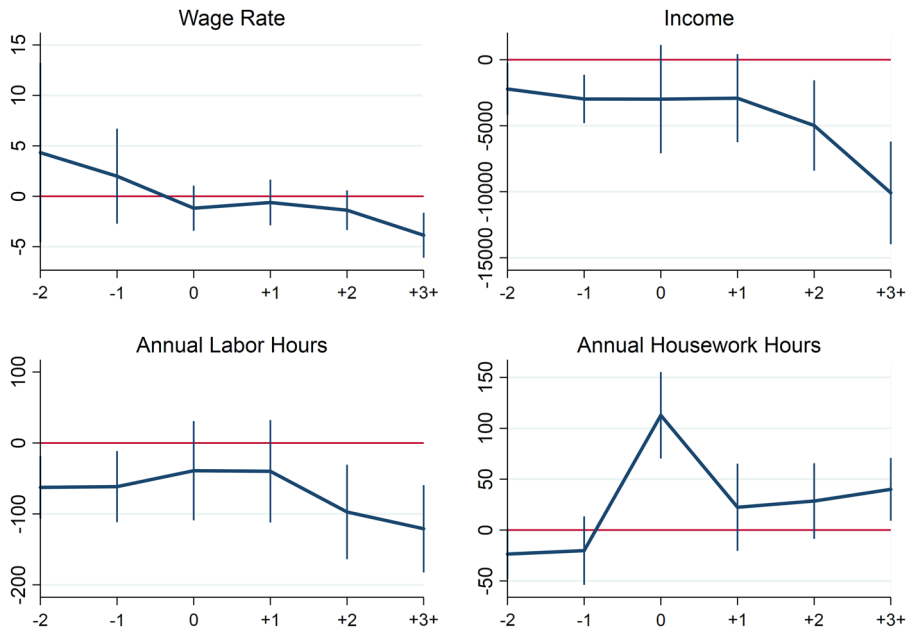 Wage Rate
15
10
5
0
-5
-2 -1 0 +1 +2 +3+
Income
0
-5000
-10000
-15000
-2 -1 0 +1 +2 +3+
Annual Labor Hours
100
0
-100
-200
-2 -1 0 +1 +2 +3+
Annual Housework Hours
150
100
50
0
-50
-2 -1 0 +1 +2 +3+